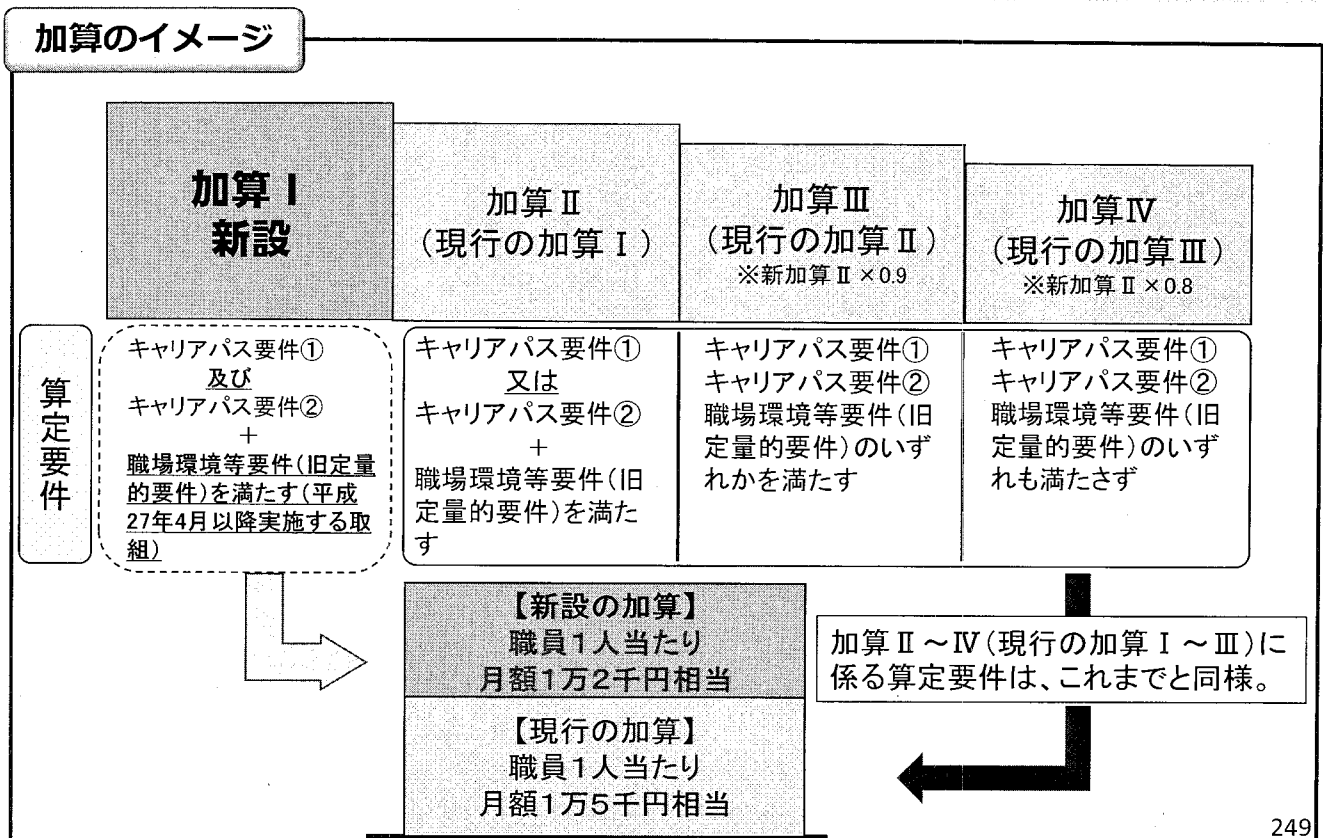 加算のイメージ
加算Ⅰ
新設
加算Ⅱ
(現行の加算Ⅰ)
加算Ⅲ
(現行の加算Ⅱ)
※新加算Ⅱ×0.9
加算Ⅳ
(現行の加算Ⅲ)
※新加算Ⅱ×0.8
算定要件
キャリアパス要件①
及び
キャリアパス要件②
+
職場環境等要件(旧定量
的要件)を満たす(平成
27年4月以降実施する取
組)
キャリアパス要件①
又は
キャリアパス要件②
+
職場環境等要件(旧
定量的要件)を満た
す
キャリアパス要件①
キャリアパス要件②
職場環境等要件(旧
定量的要件)のいず
れかを満たす
キャリアパス要件①
キャリアパス要件②
職場環境等要件(旧
定量的要件)のいず
れも満たさず
【新設の加算】
職員1人当たり
月額1万2千円相当
【現行の加算】
職員1人当たり
月額1万5千円相当
加算Ⅱ~Ⅳ(現行の加算Ⅰ~Ⅲ)に
係る算定要件は、これまでと同様。
249